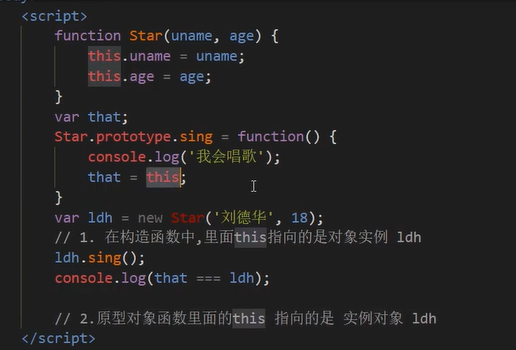 <script>
function Star(uname, age) {
this.uname = uname;
this.age = age;
}
var that;
Star.prototype.sing = function() {
console.log('我会唱歌');
that = this;
}
var ldh = new Star('刘德华', 18);
// 1. 在构造函数中,里面this指向的是对象实例 ldh
ldh.sing();
console.log(that === ldh);
// 2.原型对象函数里面的this 指向的是 实例对象 ldh
</script>